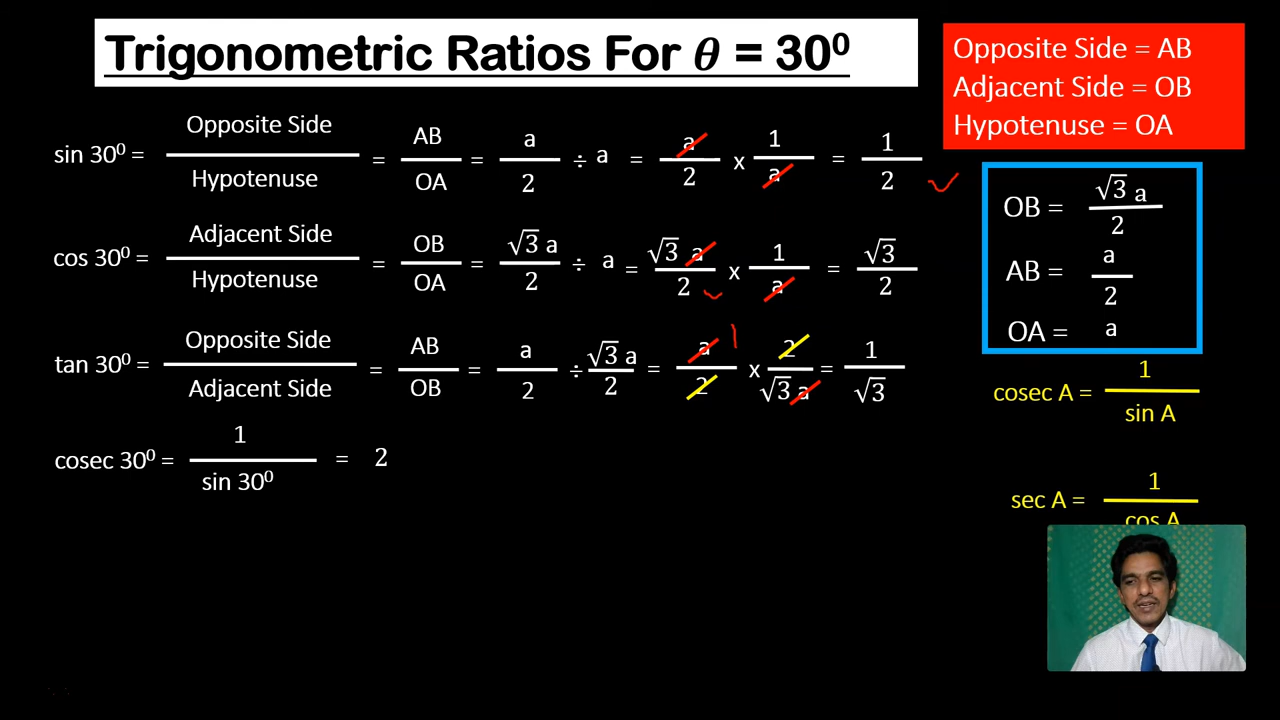 Trigonometric Ratios For θ = 30⁰
Opposite Side = AB
Adjacent Side = OB
Hypotenuse = OA
sin 30⁰ = Opposite Side / Hypotenuse = AB / OA = a / 2 ÷ a = a / 2 x 1 / a = 1 / 2
cos 30⁰ = Adjacent Side / Hypotenuse = OB / OA = √3 a / 2 ÷ a = √3 a / 2 x 1 / a = √3 / 2
tan 30⁰ = Opposite Side / Adjacent Side = AB / OB = a / 2 ÷ √3 a / 2 = a / 2 x 2 / √3 a = 1 / √3
1
cosec 30⁰ = 1 / sin 30⁰ = 2
OB = √3 a / 2
AB = a / 2
OA = a
cosec A = 1 / sin A
sec A = 1 / cos A